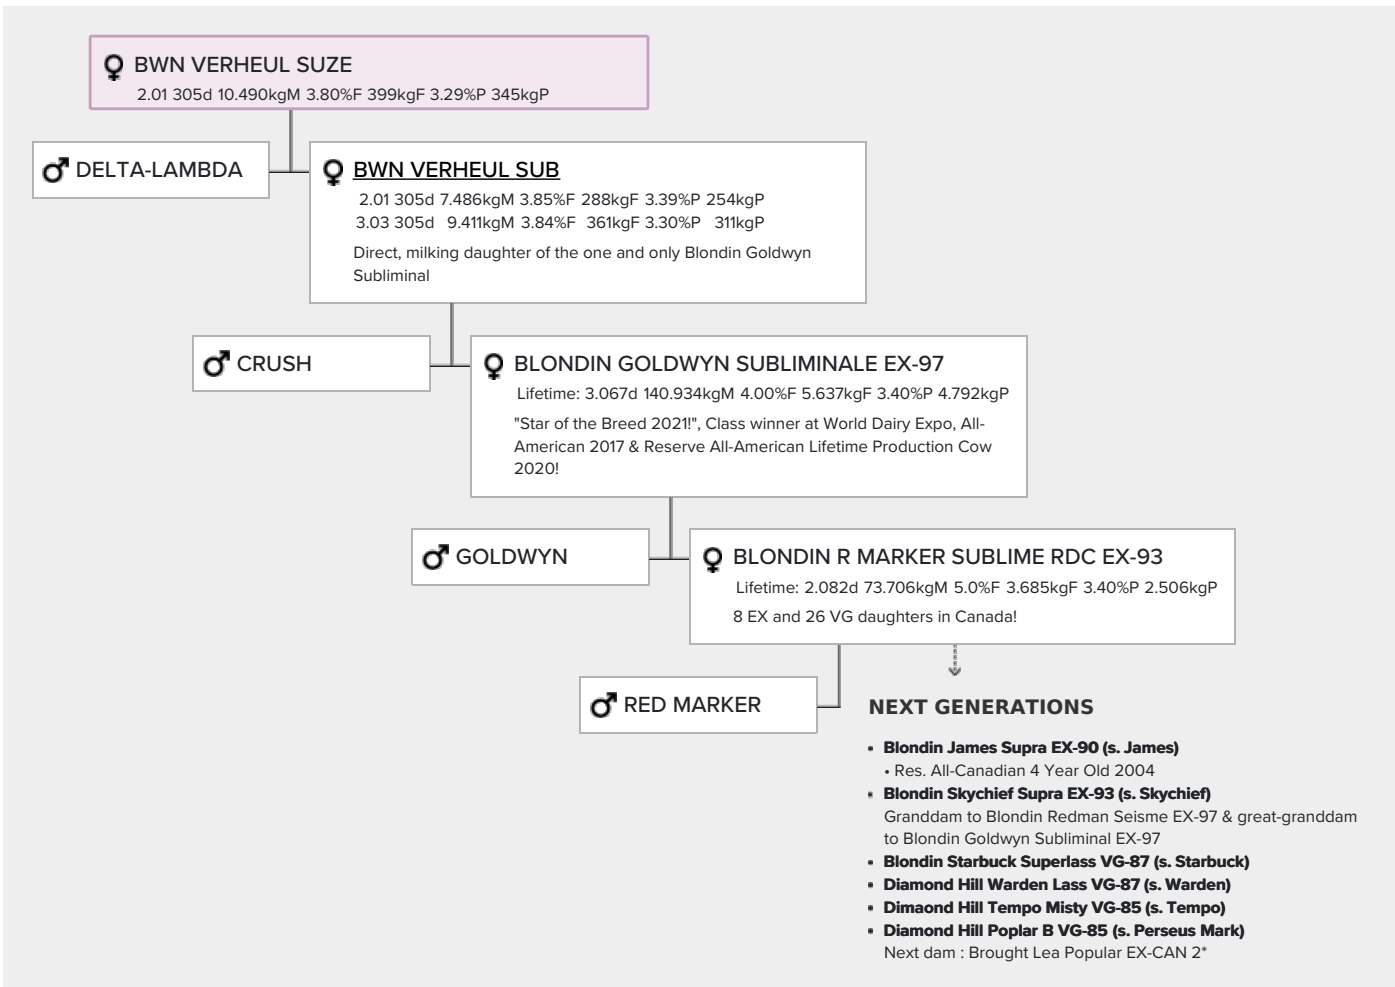 BWN VERHEUL SUZE
2.01 305d 10.490kgM 3.80%F 399kgF 3.29%P 345kgP
DELTA-LAMBDA
BWN VERHEUL SUB
2.01 305d 7.486kgM 3.85%F 288kgF 3.39%P 254kgP
3.03 305d 9.411kgM 3.84%F 361kgF 3.30%P 311kgP
Direct, milking daughter of the one and only Blondin Goldwyn
Subliminal
CRUSH
BLONDIN GOLDWYN SUBLIMINALE EX-97
Lifetime: 3.067d 140.934kgM 4.00%F 5.637kgF 3.40%P 4.792kgP
"Star of the Breed 2021!", Class winner at World Dairy Expo, All-
American 2017 & Reserve All-American Lifetime Production Cow
2020!
GOLDWYN
BLONDIN R MARKER SUBLIME RDC EX-93
Lifetime: 2.082d 73.706kgM 5.0%F 3.685kgF 3.40%P 2.506kgP
8 EX and 26 VG daughters in Canada!
RED MARKER
NEXT GENERATIONS
• Blondin James Supra EX-90 (s. James)
• Res. All-Canadian 4 Year Old 2004
• Blondin Skychief Supra EX-93 (s. Skychief)
Granddam to Blondin Redman Seisme EX-97 & great-granddam
to Blondin Goldwyn Subliminal EX-97
• Blondin Starbuck Superlass VG-87 (s. Starbuck)
• Diamond Hill Warden Lass VG-87 (s. Warden)
• Dimaond Hill Tempo Misty VG-85 (s. Tempo)
• Diamond Hill Poplar B VG-85 (s. Perseus Mark)
Next dam : Brought Lea Popular EX-CAN 2*